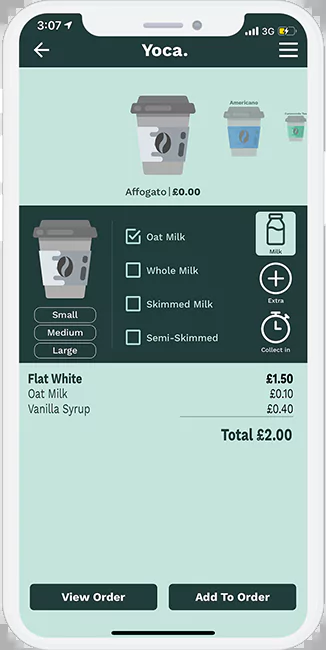 3:07
3G
Yoca.
Americano
Affogato | £0.00
Oat Milk
Whole Milk
Skimmed Milk
Semi-Skimmed
Small
Medium
Large
Milk
Extra
Collect in
Flat White £1.50
Oat Milk £0.10
Vanilla Syrup £0.40
Total £2.00
View Order
Add To Order